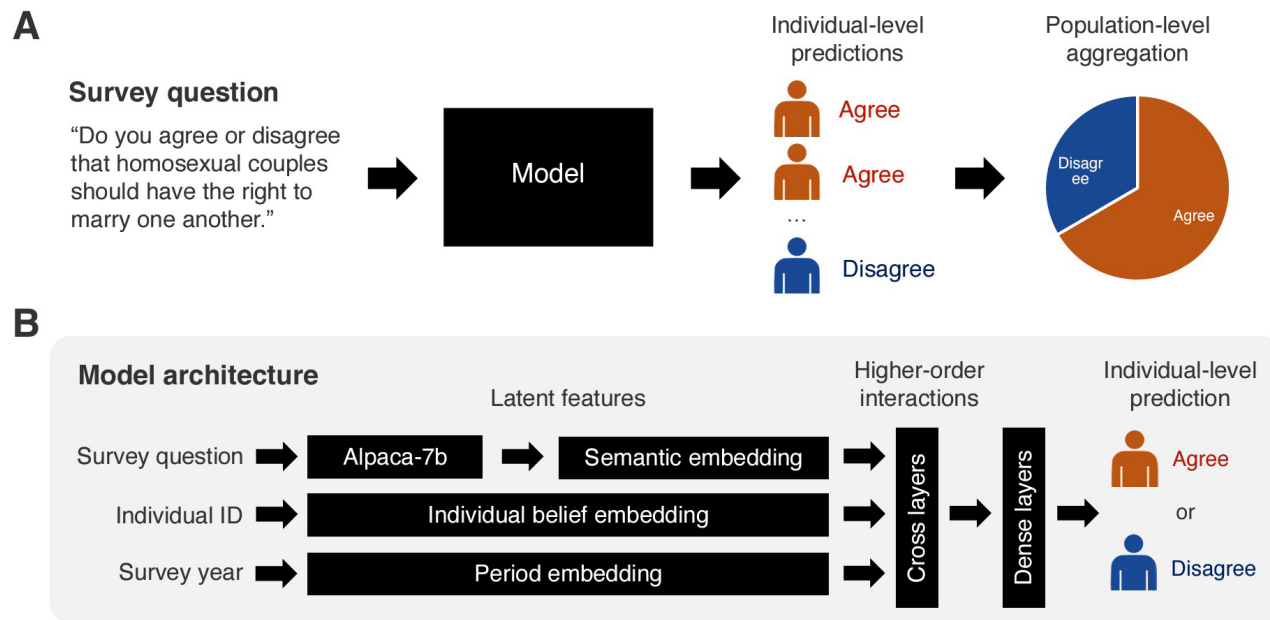 A
Individual-level
predictions
Population-level
aggregation
Survey question
“Do you agree or disagree
that homosexual couples
should have the right to
marry one another.”
Model
Agree
Agree
...
Disagree
Disagr
ee
Agree
B
Model architecture
Latent features
Higher-order
interactions
Individual-level
prediction
Survey question
Alpaca-7b
Semantic embedding
Individual ID
Individual belief embedding
Survey year
Period embedding
Cross layers
Dense layers
Agree
or
Disagree